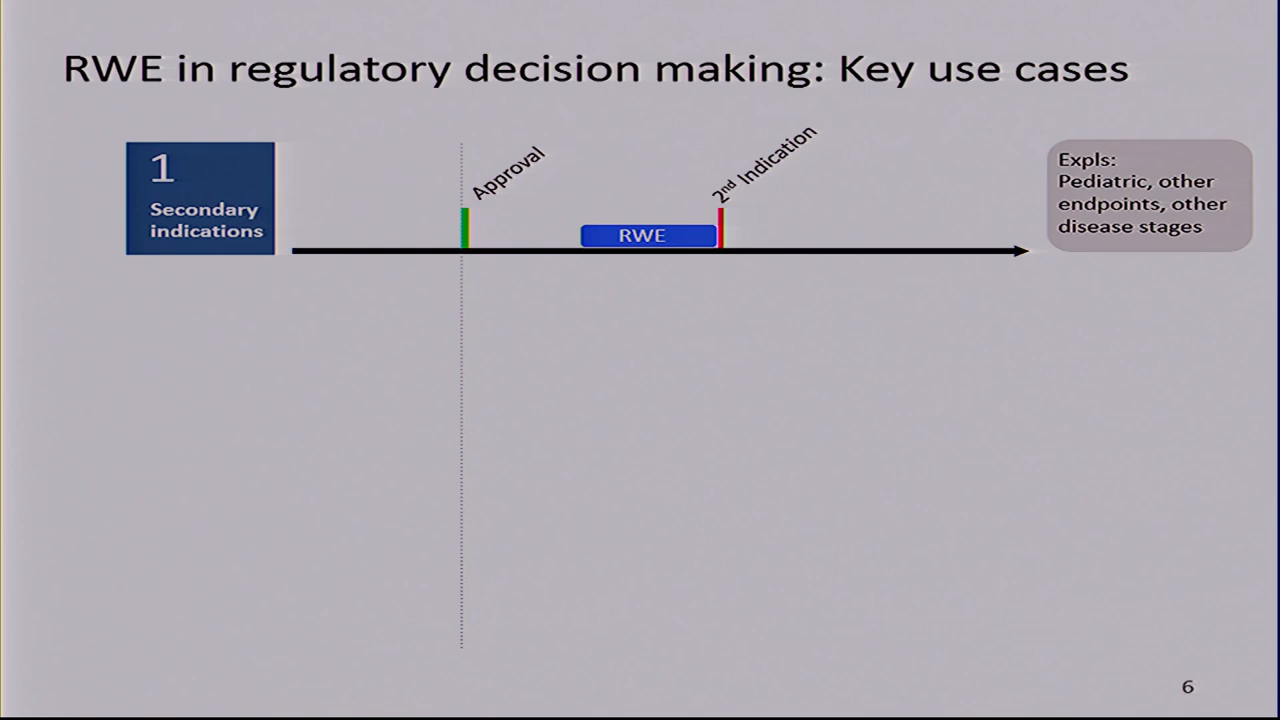 RWE in regulatory decision making: Key use cases
1
Secondary
indications
Approval
RWE
2nd Indication
Expls:
Pediatric, other
endpoints, other
disease stages
6